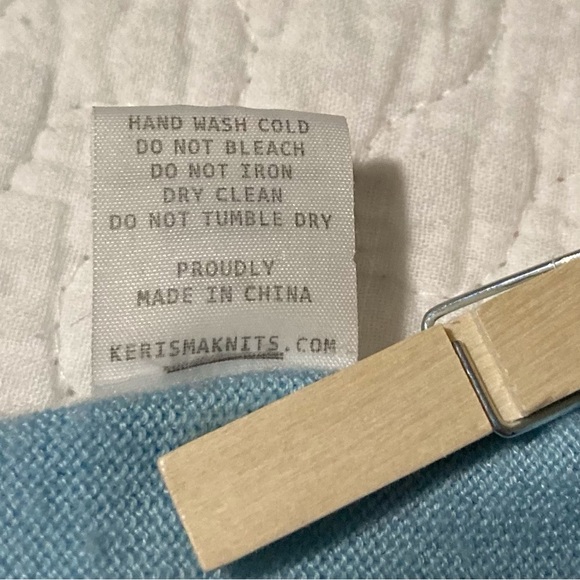 HAND WASH COLD
DO NOT BLEACH
DO NOT IRON
DRY CLEAN
DO NOT TUMBLE DRY
PROUDLY
MADE IN CHINA
KERISMAKNITS.COM